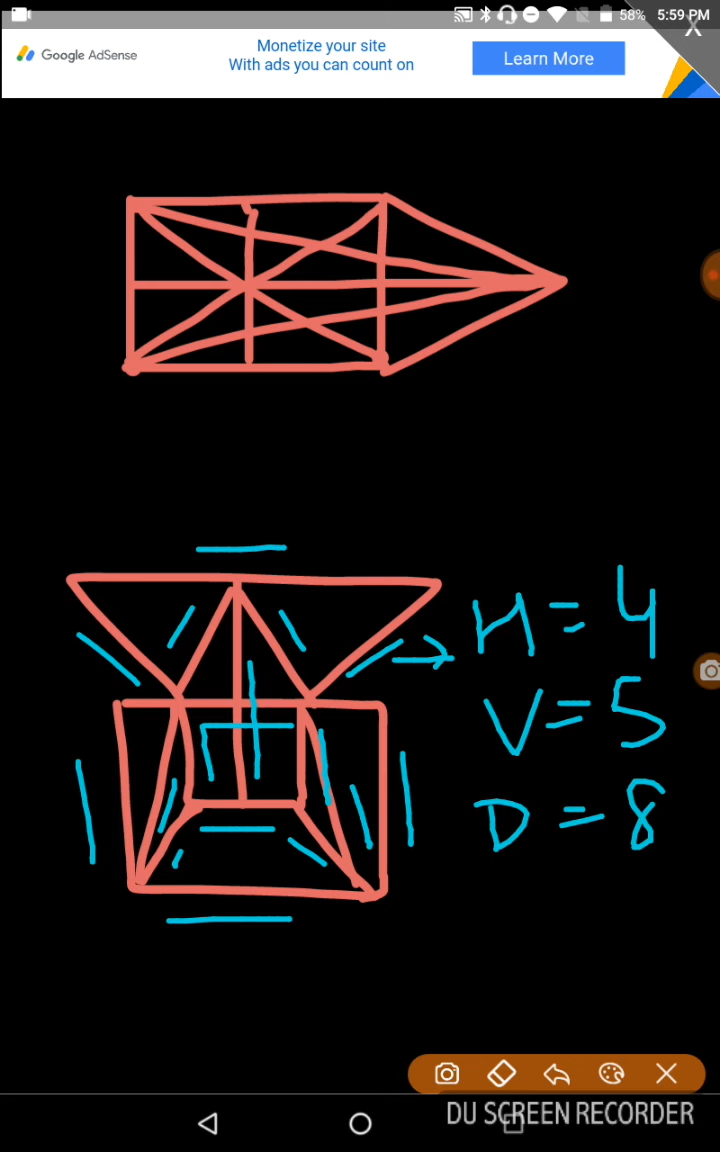 58% 5:59 PM
X
Google AdSense
Monetize your site
With ads you can count on
Learn More
H = 4
V = 5
D = 8
DU SCREEN RECORDER